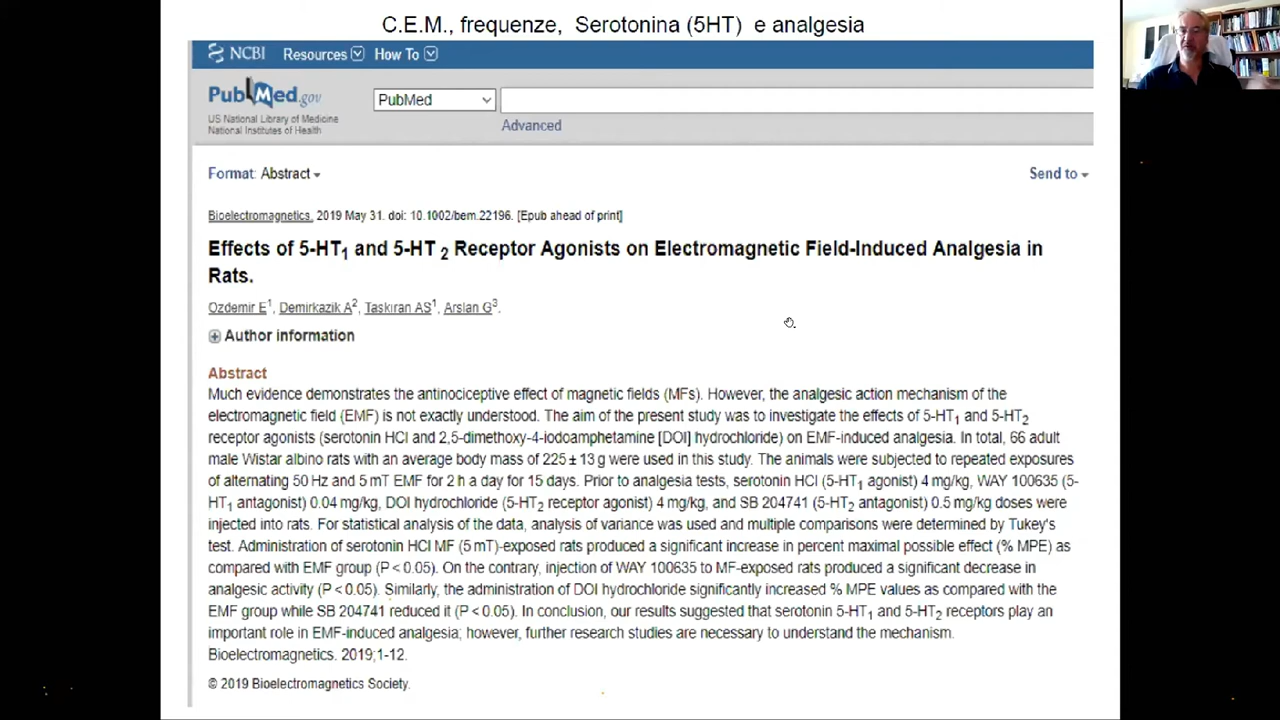 C.E.M., frequenze, Serotonina (5HT) e analgesia
NCBI Resources How To
PubMed.gov
US National Library of Medicine
National Institutes of Health
PubMed
Advanced
Format: Abstract
Send to
Bioelectromagnetics. 2019 May 31. doi: 10.1002/bem.22196. [Epub ahead of print]
Effects of 5-HT1 and 5-HT 2 Receptor Agonists on Electromagnetic Field-Induced Analgesia in
Rats.
Ozdemir E1, Demirkazik A2, Taskıran AS1, Arslan G3.
Author information
Abstract
Much evidence demonstrates the antinociceptive effect of magnetic fields (MFs). However, the analgesic action mechanism of the
electromagnetic field (EMF) is not exactly understood. The aim of the present study was to investigate the effects of 5-HT1 and 5-HT2
receptor agonists (serotonin HCl and 2,5-dimethoxy-4-iodoamphetamine [DOI] hydrochloride) on EMF-induced analgesia. In total, 66 adult
male Wistar albino rats with an average body mass of 225 ± 13 g were used in this study. The animals were subjected to repeated exposures
of alternating 50 Hz and 5 mT EMF for 2 h a day for 15 days. Prior to analgesia tests, serotonin HCl (5-HT1 agonist) 4 mg/kg, WAY 100635 (5-
HT1 antagonist) 0.04 mg/kg, DOI hydrochloride (5-HT2 receptor agonist) 4 mg/kg, and SB 204741 (5-HT2 antagonist) 0.5 mg/kg doses were
injected into rats. For statistical analysis of the data, analysis of variance was used and multiple comparisons were determined by Tukey's
test. Administration of serotonin HCl MF (5 mT)-exposed rats produced a significant increase in percent maximal possible effect (% MPE) as
compared with EMF group (P < 0.05). On the contrary, injection of WAY 100635 to MF-exposed rats produced a significant decrease in
analgesic activity (P < 0.05). Similarly, the administration of DOI hydrochloride significantly increased % MPE values as compared with the
EMF group while SB 204741 reduced it (P < 0.05). In conclusion, our results suggested that serotonin 5-HT1 and 5-HT2 receptors play an
important role in EMF-induced analgesia; however, further research studies are necessary to understand the mechanism.
Bioelectromagnetics. 2019;1-12.
© 2019 Bioelectromagnetics Society.